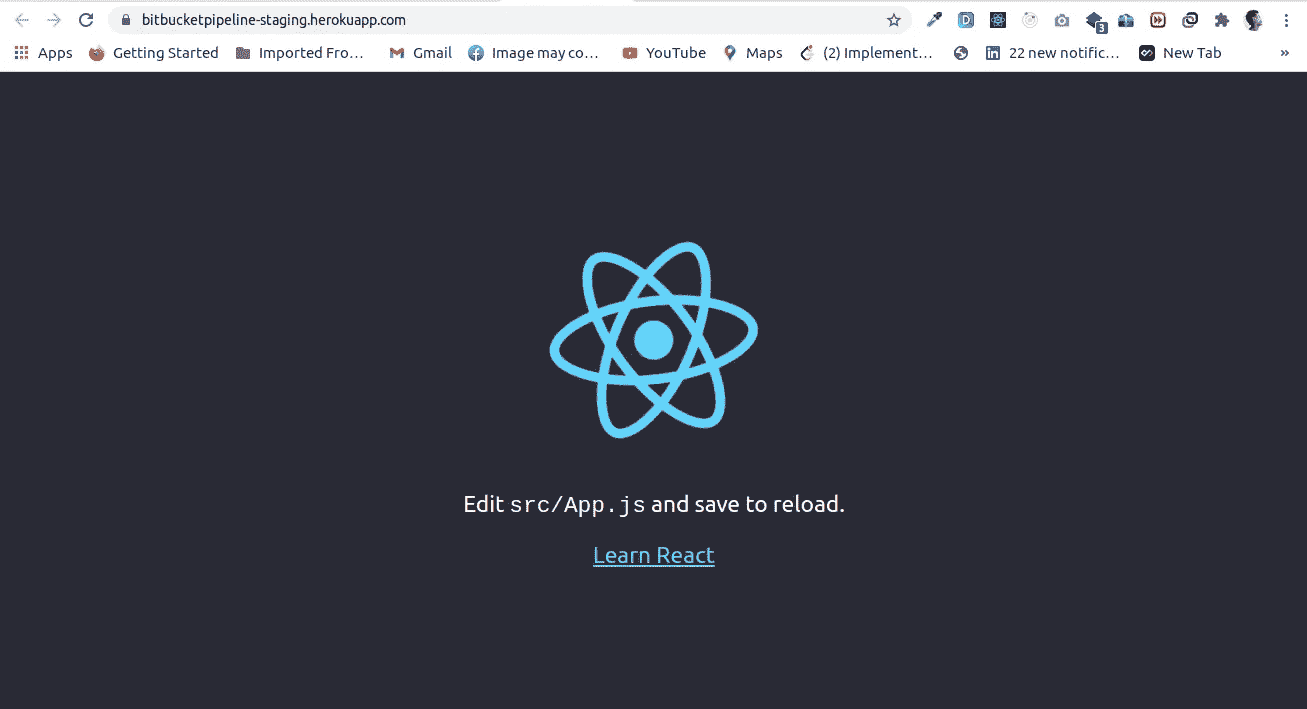 bitbucketpipeline-staging.herokuapp.com
3
Apps Getting Started Imported Fro... Gmail Image may co... YouTube Maps (2) Implement... 22 new notific... New Tab »
Edit src/App.js and save to reload.
Learn React